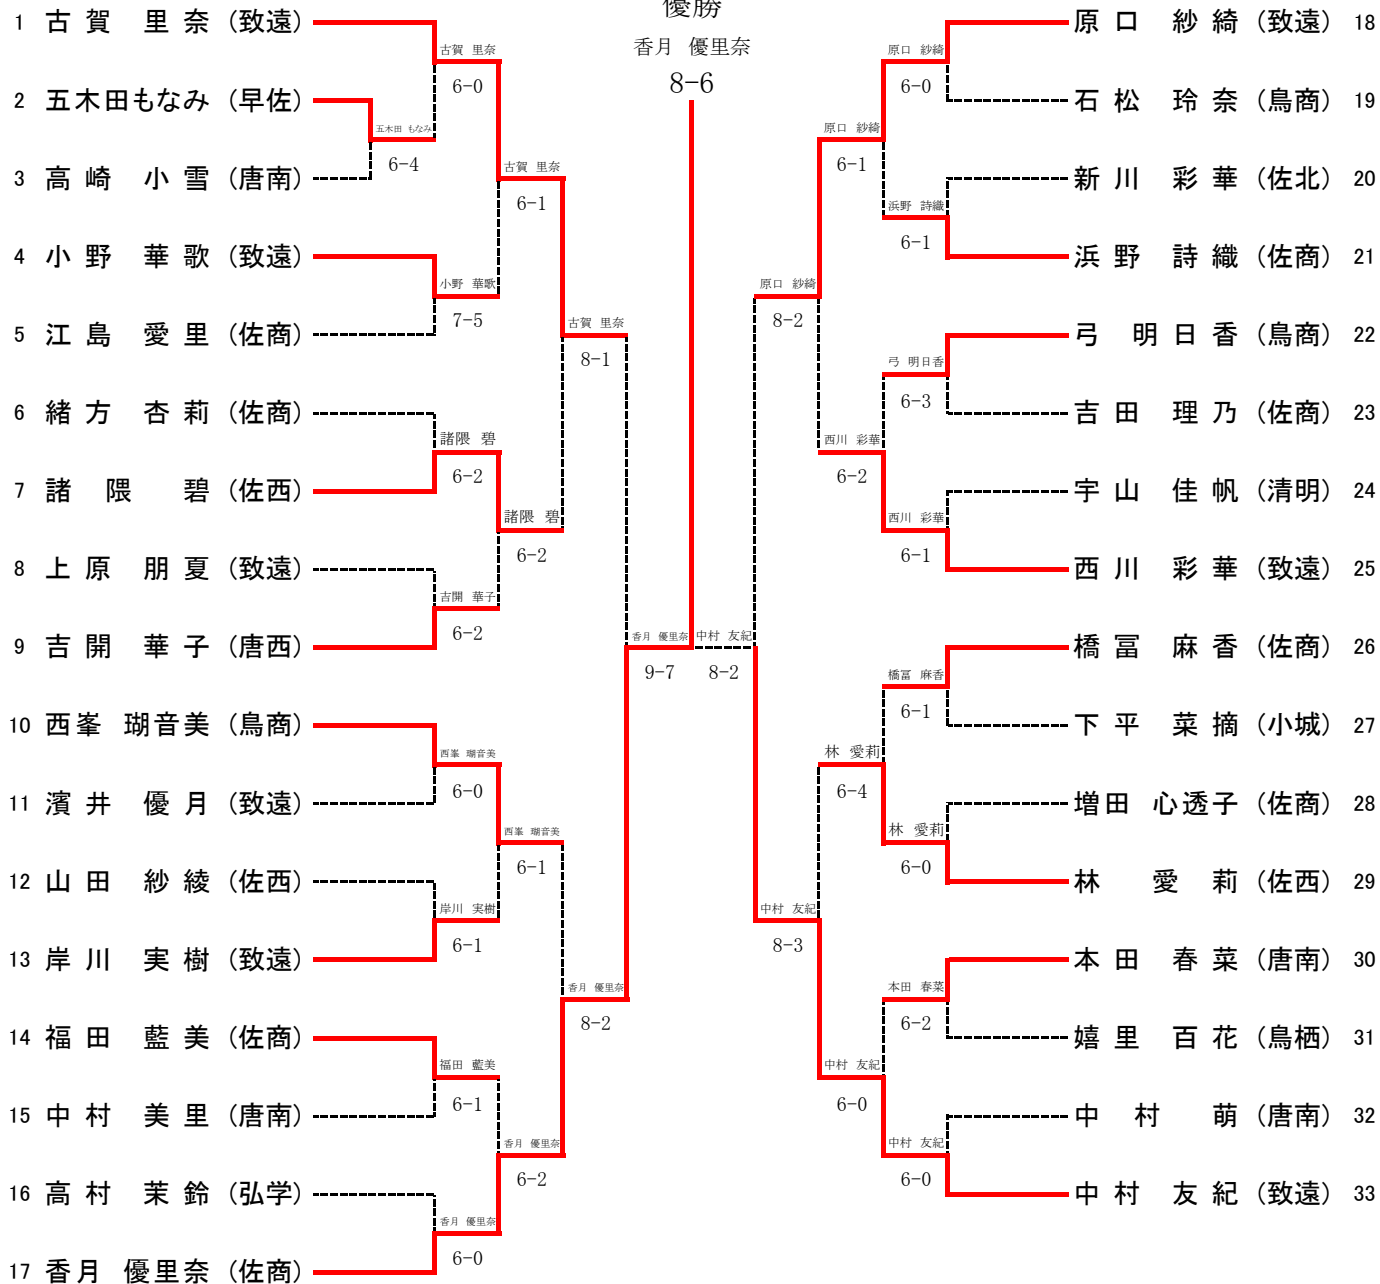 優勝
香月 優里奈
8-6
1 古賀 里奈 (致遠)
2 五木田もなみ (早佐)
3 高崎 小雪 (唐南)
4 小野 華歌 (致遠)
5 江島 愛里 (佐商)
6 緒方 杏莉 (佐商)
7 諸隈 碧 (佐西)
8 上原 朋夏 (致遠)
9 吉開 華子 (唐西)
10 西峯 瑚音美 (鳥商)
11 濱井 優月 (致遠)
12 山田 紗綾 (佐西)
13 岸川 実樹 (致遠)
14 福田 藍美 (佐商)
15 中村 美里 (唐南)
16 高村 茉鈴 (弘学)
17 香月 優里奈 (佐商)
五木田 もなみ
6-4
古賀 里奈
6-0
小野 華歌
7-5
諸隈 碧
6-2
吉開 華子
6-2
西峯 瑚音美
6-0
岸川 実樹
6-1
福田 藍美
6-1
香月 優里奈
6-0
古賀 里奈
6-1
諸隈 碧
6-2
西峯 瑚音美
6-1
香月 優里奈
6-2
古賀 里奈
8-1
香月 優里奈
8-2
香月 優里奈
9-7
中村 友紀
8-2
原口 紗綺
8-2
中村 友紀
8-3
原口 紗綺
6-1
西川 彩華
6-2
林 愛莉
6-4
中村 友紀
6-0
原口 紗綺
6-0
浜野 詩織
6-1
弓 明日香
6-3
西川 彩華
6-1
橋冨 麻香
6-1
林 愛莉
6-0
本田 春菜
6-2
中村 友紀
6-0
原口 紗綺 (致遠) 18
石松 玲奈 (鳥商) 19
新川 彩華 (佐北) 20
浜野 詩織 (佐商) 21
弓 明日香 (鳥商) 22
吉田 理乃 (佐商) 23
宇山 佳帆 (清明) 24
西川 彩華 (致遠) 25
橋冨 麻香 (佐商) 26
下平 菜摘 (小城) 27
増田 心透子 (佐商) 28
林 愛莉 (佐西) 29
本田 春菜 (唐南) 30
嬉里 百花 (鳥栖) 31
中村 萌 (唐南) 32
中村 友紀 (致遠) 33